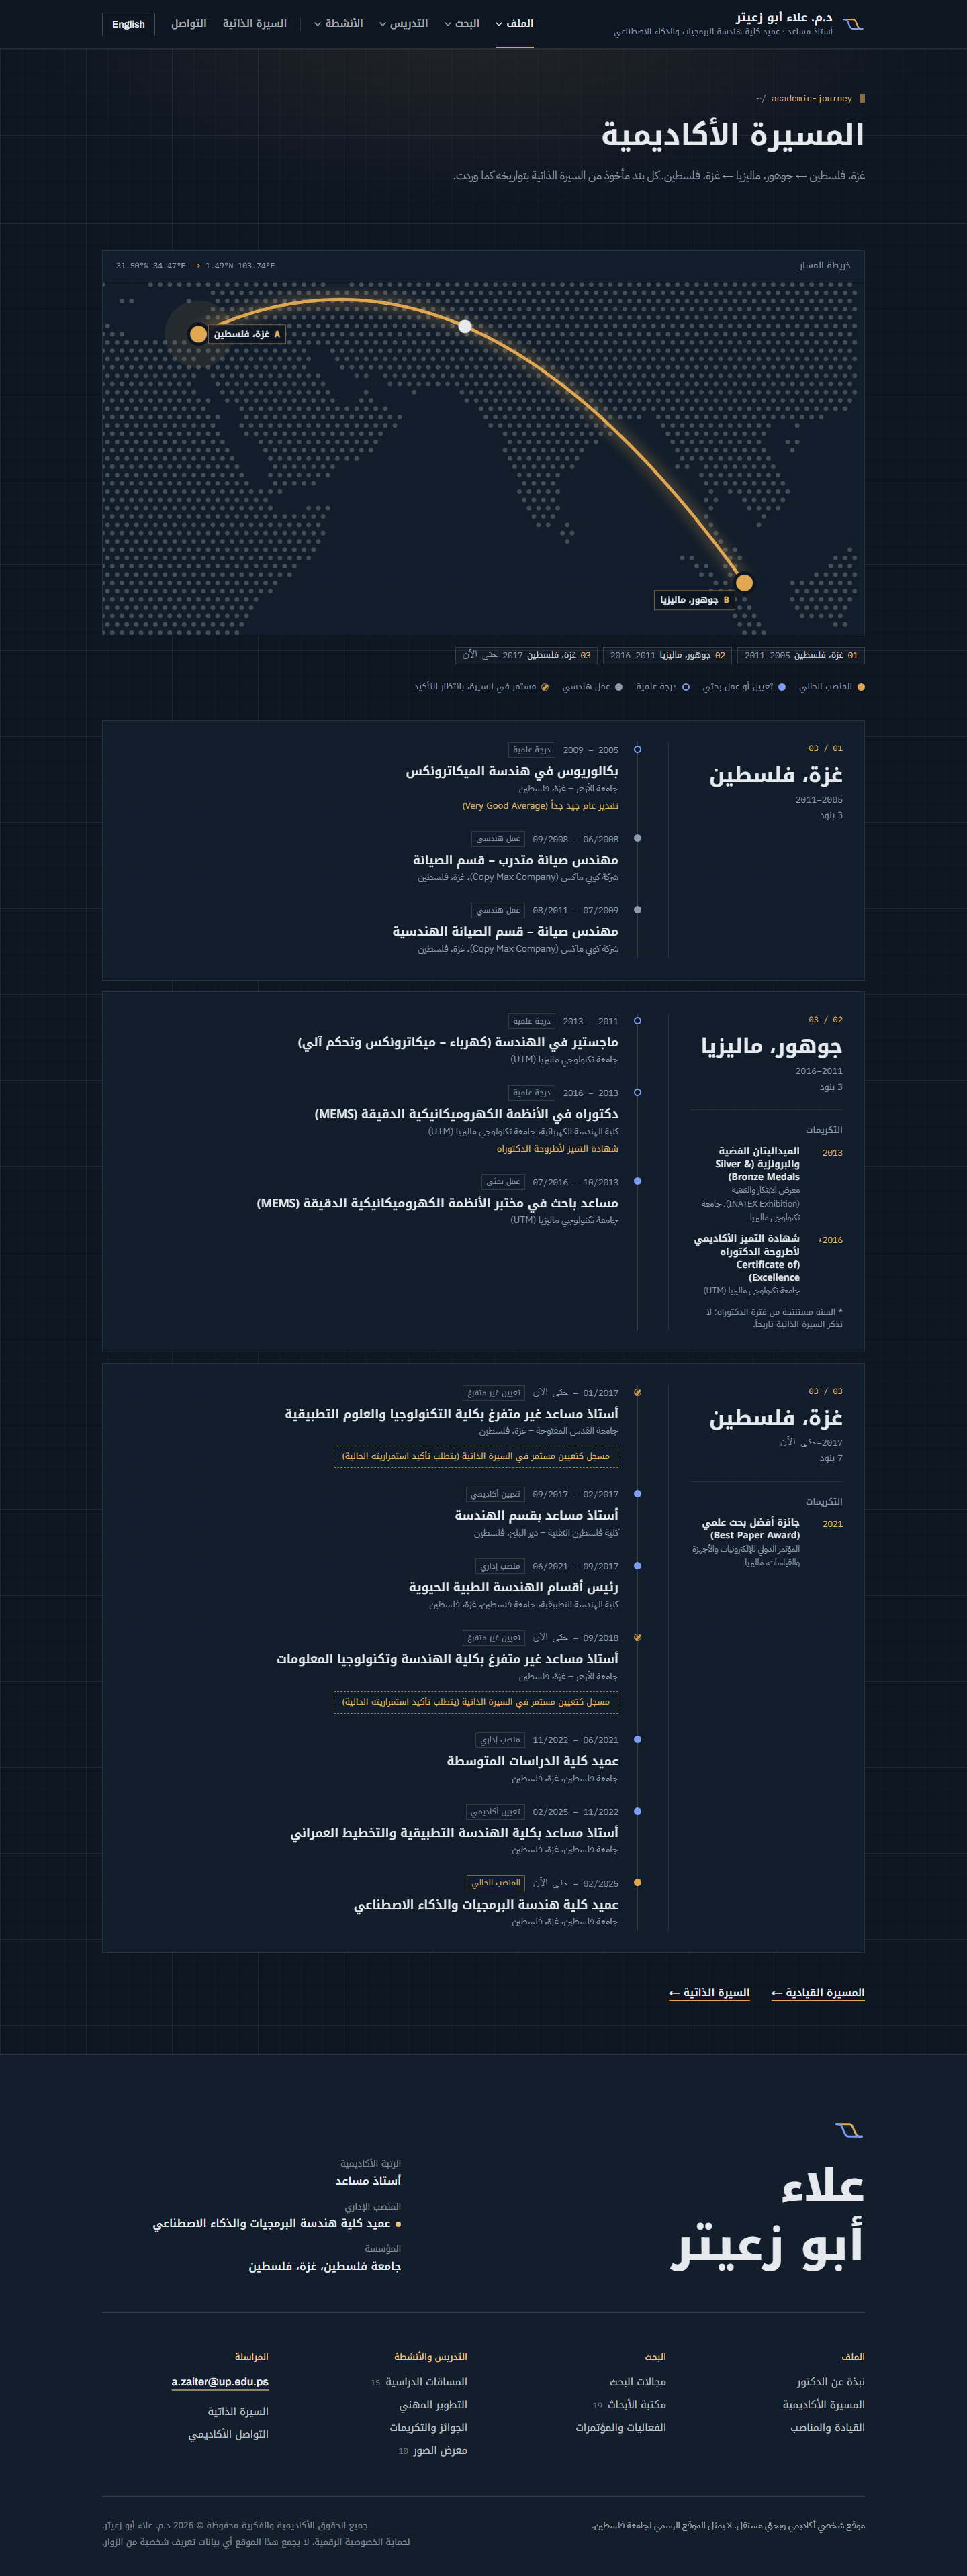 د.م. علاء أبو زعيتر
أستاذ مساعد · عميد كلية هندسة البرمجيات والذكاء الاصطناعي
الملف
البحث
التدريس
الأنشطة
السيرة الذاتية
التواصل
English
~/ academic-journey
المسيرة الأكاديمية
غزة، فلسطين ← جوهور، ماليزيا ← غزة، فلسطين. كل بند مأخوذ من السيرة الذاتية بتواريخه كما وردت.
خريطة المسار
31.50°N 34.47°E → 1.49°N 103.74°E
A غزة، فلسطين
B جوهور، ماليزيا
01 غزة، فلسطين 2005–2011
02 جوهور، ماليزيا 2011–2016
03 غزة، فلسطين 2017–حتى الآن
المنصب الحالي
تعيين أو عمل بحثي
درجة علمية
عمل هندسي
مستمر في السيرة، بانتظار التأكيد
03 / 01
غزة، فلسطين
2005–2011
3 بنود
2005 – 2009 درجة علمية
بكالوريوس في هندسة الميكاترونكس
جامعة الأزهر – غزة، فلسطين
تقدير عام جيد جداً (Very Good Average)
06/2008 – 09/2008 عمل هندسي
مهندس صيانة متدرب – قسم الصيانة
شركة كوبي ماكس (Copy Max Company)، غزة، فلسطين
07/2009 – 08/2011 عمل هندسي
مهندس صيانة – قسم الصيانة الهندسية
شركة كوبي ماكس (Copy Max Company)، غزة، فلسطين
03 / 02
جوهور، ماليزيا
2011–2016
3 بنود
التكريمات
2013
الميداليتان الفضية
والبرونزية (Silver &
Bronze Medals)
معرض الابتكار والتقنية
(INATEX Exhibition)، جامعة
تكنولوجي ماليزيا
2016*
شهادة التميز الأكاديمي
لأطروحة الدكتوراه
(Certificate of
Excellence)
جامعة تكنولوجي ماليزيا (UTM)
* السنة مستنتجة من فترة الدكتوراه؛ لا
تذكر السيرة الذاتية تاريخاً.
2011 – 2013 درجة علمية
ماجستير في الهندسة (كهرباء – ميكاترونكس وتحكم آلي)
جامعة تكنولوجي ماليزيا (UTM)
2013 – 2016 درجة علمية
دكتوراه في الأنظمة الكهروميكانيكية الدقيقة (MEMS)
كلية الهندسة الكهربائية، جامعة تكنولوجي ماليزيا (UTM)
شهادة التميز لأطروحة الدكتوراه
10/2013 – 07/2016 عمل بحثي
مساعد باحث في مختبر الأنظمة الكهروميكانيكية الدقيقة (MEMS)
جامعة تكنولوجي ماليزيا (UTM)
03 / 03
غزة، فلسطين
2017–حتى الآن
7 بنود
التكريمات
2021
جائزة أفضل بحث علمي
(Best Paper Award)
المؤتمر الدولي للإلكترونيات والأجهزة
والقياسات، ماليزيا
01/2017 – حتى الآن تعيين غير متفرغ
أستاذ مساعد غير متفرغ بكلية التكنولوجيا والعلوم التطبيقية
جامعة القدس المفتوحة – غزة، فلسطين
مسجل كتعيين مستمر في السيرة الذاتية (يتطلب تأكيد استمراريته الحالية)
02/2017 – 09/2017 تعيين أكاديمي
أستاذ مساعد بقسم الهندسة
كلية فلسطين التقنية – دير البلح، فلسطين
09/2017 – 06/2021 منصب إداري
رئيس أقسام الهندسة الطبية الحيوية
كلية الهندسة التطبيقية، جامعة فلسطين، غزة، فلسطين
09/2018 – حتى الآن تعيين غير متفرغ
أستاذ مساعد غير متفرغ بكلية الهندسة وتكنولوجيا المعلومات
جامعة الأزهر – غزة، فلسطين
مسجل كتعيين مستمر في السيرة الذاتية (يتطلب تأكيد استمراريته الحالية)
06/2021 – 11/2022 منصب إداري
عميد كلية الدراسات المتوسطة
جامعة فلسطين، غزة، فلسطين
11/2022 – 02/2025 تعيين أكاديمي
أستاذ مساعد بكلية الهندسة التطبيقية والتخطيط العمراني
جامعة فلسطين، غزة، فلسطين
02/2025 – حتى الآن المنصب الحالي
عميد كلية هندسة البرمجيات والذكاء الاصطناعي
جامعة فلسطين، غزة، فلسطين
المسيرة القيادية ←
السيرة الذاتية ←
علاء
أبو زعيتر
الرتبة الأكاديمية
أستاذ مساعد
المنصب الإداري
عميد كلية هندسة البرمجيات والذكاء الاصطناعي
المؤسسة
جامعة فلسطين، غزة، فلسطين
الملف
نبذة عن الدكتور
المسيرة الأكاديمية
القيادة والمناصب
البحث
مجالات البحث
مكتبة الأبحاث 19
الفعاليات والمؤتمرات
التدريس والأنشطة
المساقات الدراسية 15
التطوير المهني
الجوائز والتكريمات
معرض الصور 10
المراسلة
a.zaiter@up.edu.ps
السيرة الذاتية
التواصل الأكاديمي
موقع شخصي أكاديمي وبحثي مستقل. لا يمثل الموقع الرسمي لجامعة فلسطين.
جميع الحقوق الأكاديمية والفكرية محفوظة © 2026 د.م. علاء أبو زعيتر.
لحماية الخصوصية الرقمية، لا يجمع هذا الموقع أي بيانات تعريف شخصية من الزوار.